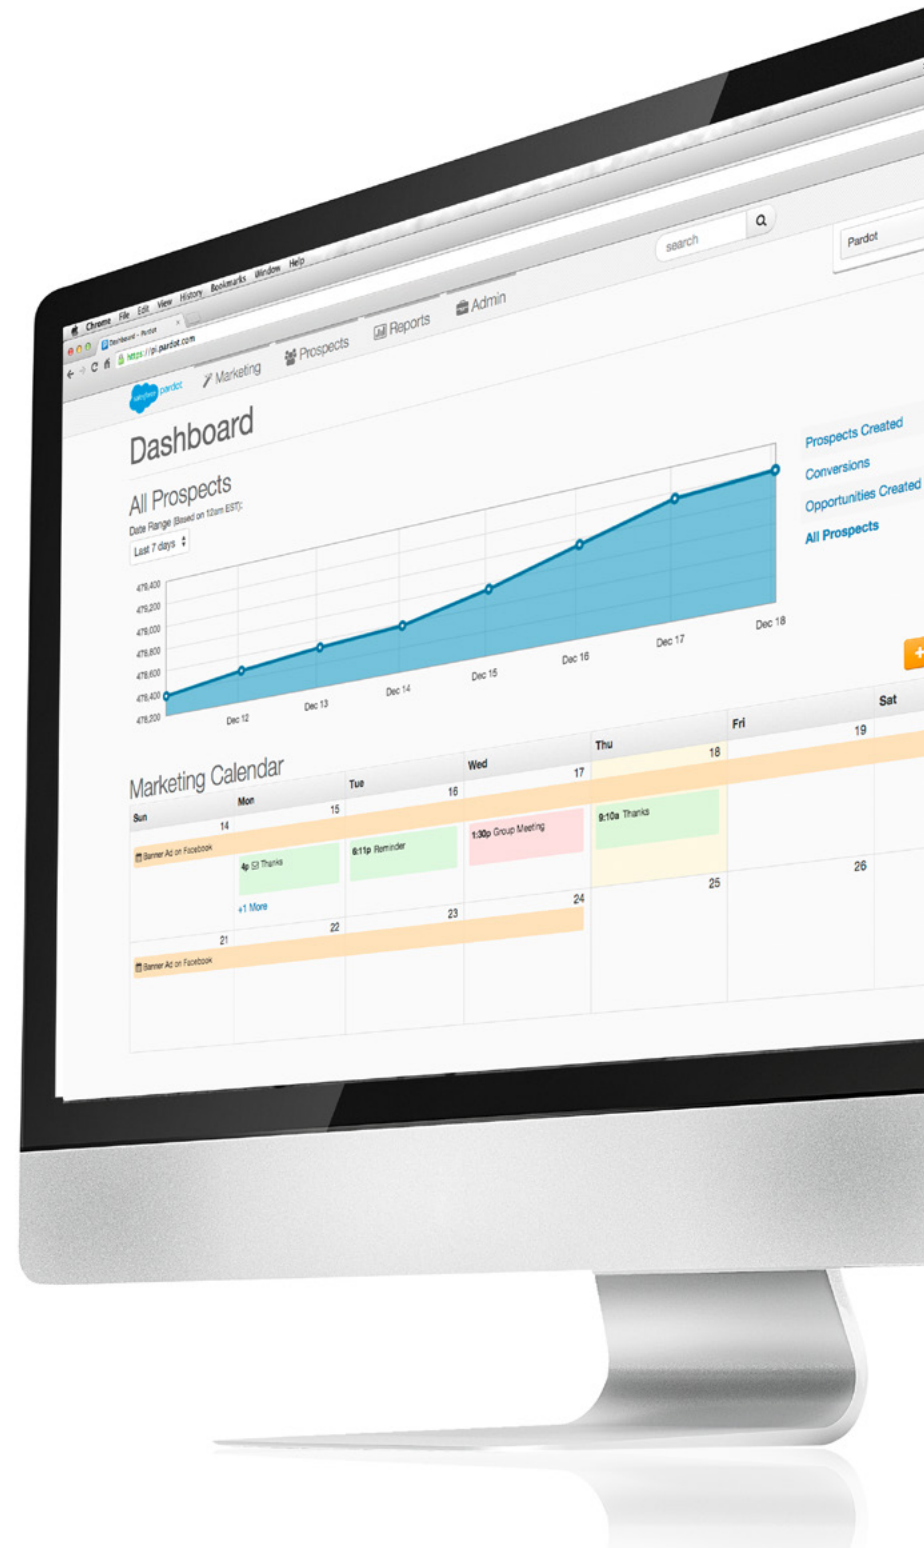 Chrome File Edit View History Bookmarks Window Help
Dashboard – Pardot
https://pi.pardot.com
salesforce pardot
Marketing
Prospects
Reports
Admin
search
Pardot
Dashboard
All Prospects
Date Range (Based on 12am EST):
Last 7 days
479,400
479,200
479,000
478,800
478,600
478,400
478,200
Dec 12
Dec 13
Dec 14
Dec 15
Dec 16
Dec 17
Dec 18
Prospects Created
Conversions
Opportunities Created
All Prospects
+
Marketing Calendar
Sun Mon Tue Wed Thu Fri Sat
14 15 16 17 18 19
Banner Ad on Facebook
4p Thanks
6:11p Reminder
1:30p Group Meeting
9:10a Thanks
+1 More
21 22 23 24 25 26
Banner Ad on Facebook